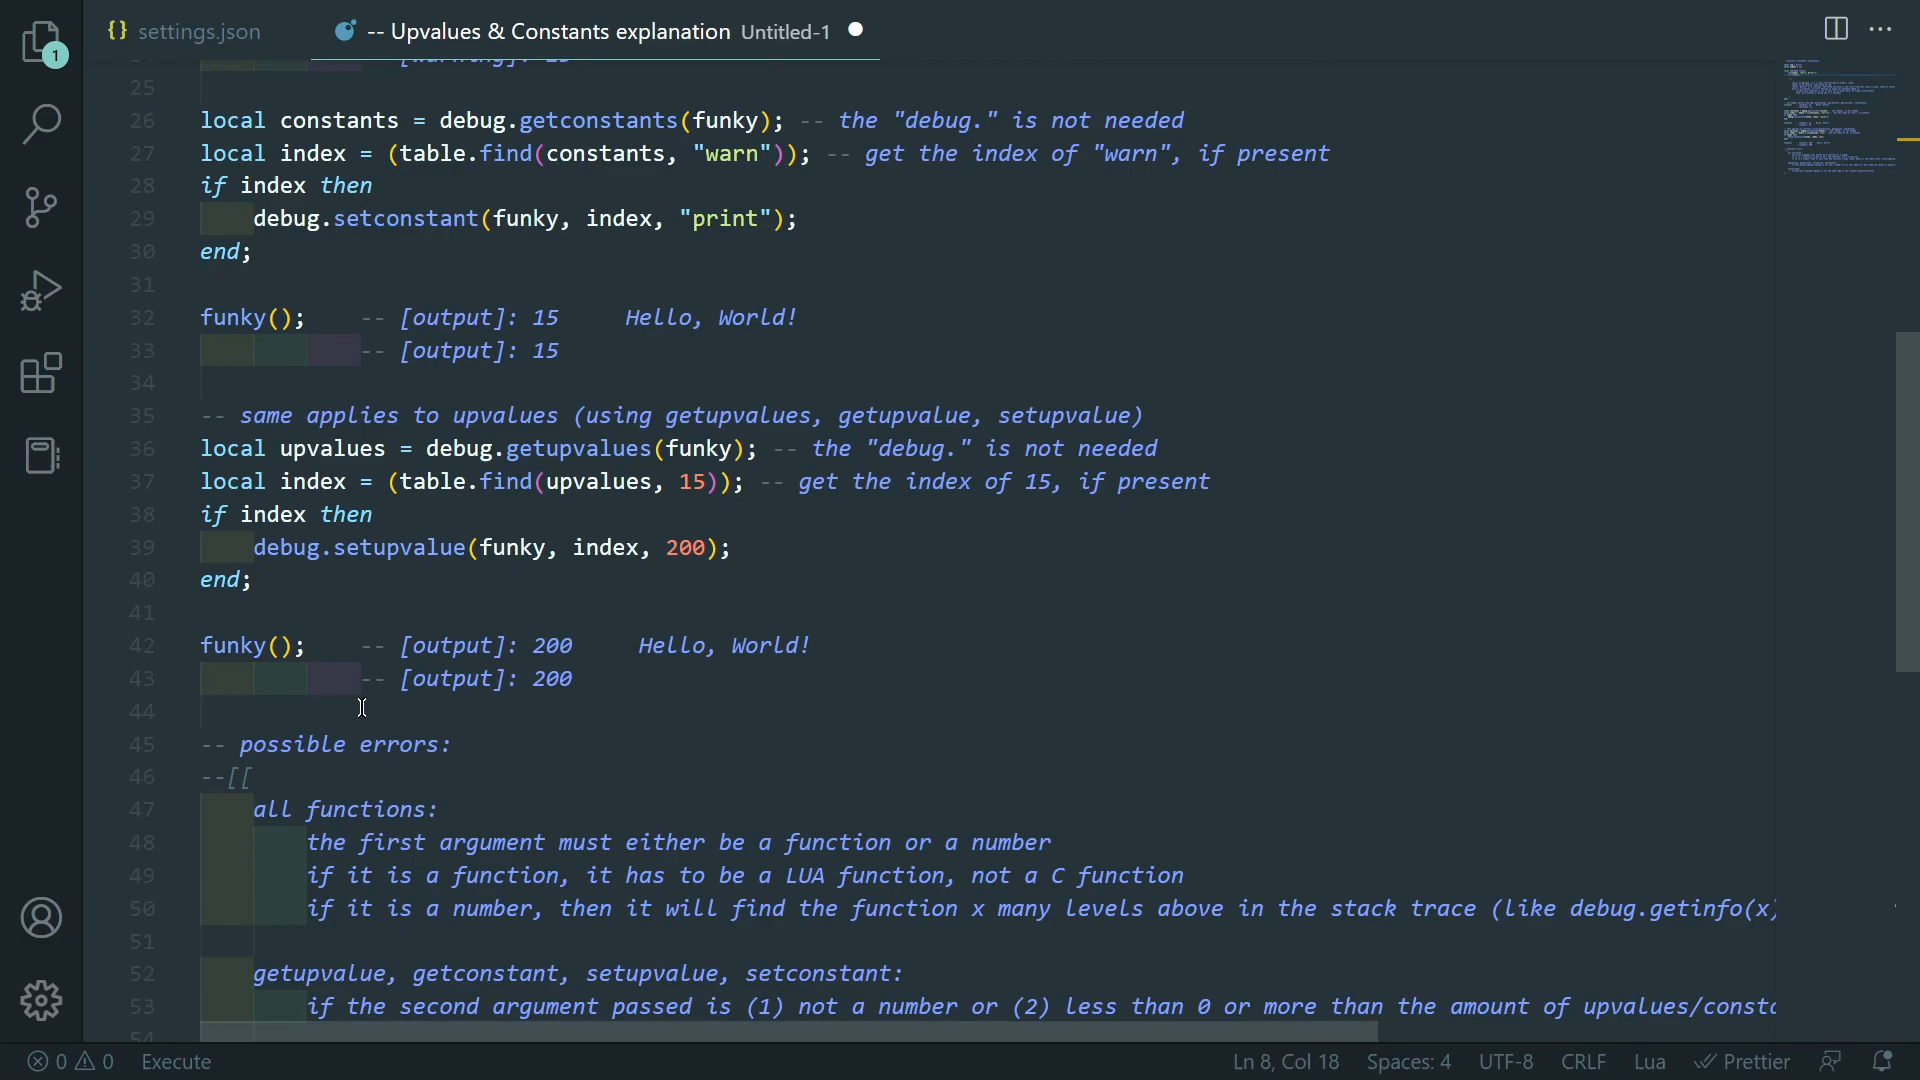 1
{} settings.json
-- Upvalues & Constants explanation Untitled-1
25
26 local constants = debug.getconstants(funky); -- the "debug." is not needed
27 local index = (table.find(constants, "warn")); -- get the index of "warn", if present
28 if index then
29 debug.setconstant(funky, index, "print");
30 end;
31
32 funky(); -- [output]: 15 Hello, World!
33 -- [output]: 15
34
35 -- same applies to upvalues (using getupvalues, getupvalue, setupvalue)
36 local upvalues = debug.getupvalues(funky); -- the "debug." is not needed
37 local index = (table.find(upvalues, 15)); -- get the index of 15, if present
38 if index then
39 debug.setupvalue(funky, index, 200);
40 end;
41
42 funky(); -- [output]: 200 Hello, World!
43 -- [output]: 200
44
45 -- possible errors:
46 --[[
47 all functions:
48 the first argument must either be a function or a number
49 if it is a function, it has to be a LUA function, not a C function
50 if it is a number, then it will find the function x many levels above in the stack trace (like debug.getinfo(x)
51
52 getupvalue, getconstant, setupvalue, setconstant:
53 if the second argument passed is (1) not a number or (2) less than 0 or more than the amount of upvalues/consta
0 0 Execute Ln 8, Col 18 Spaces: 4 UTF-8 CRLF Lua Prettier